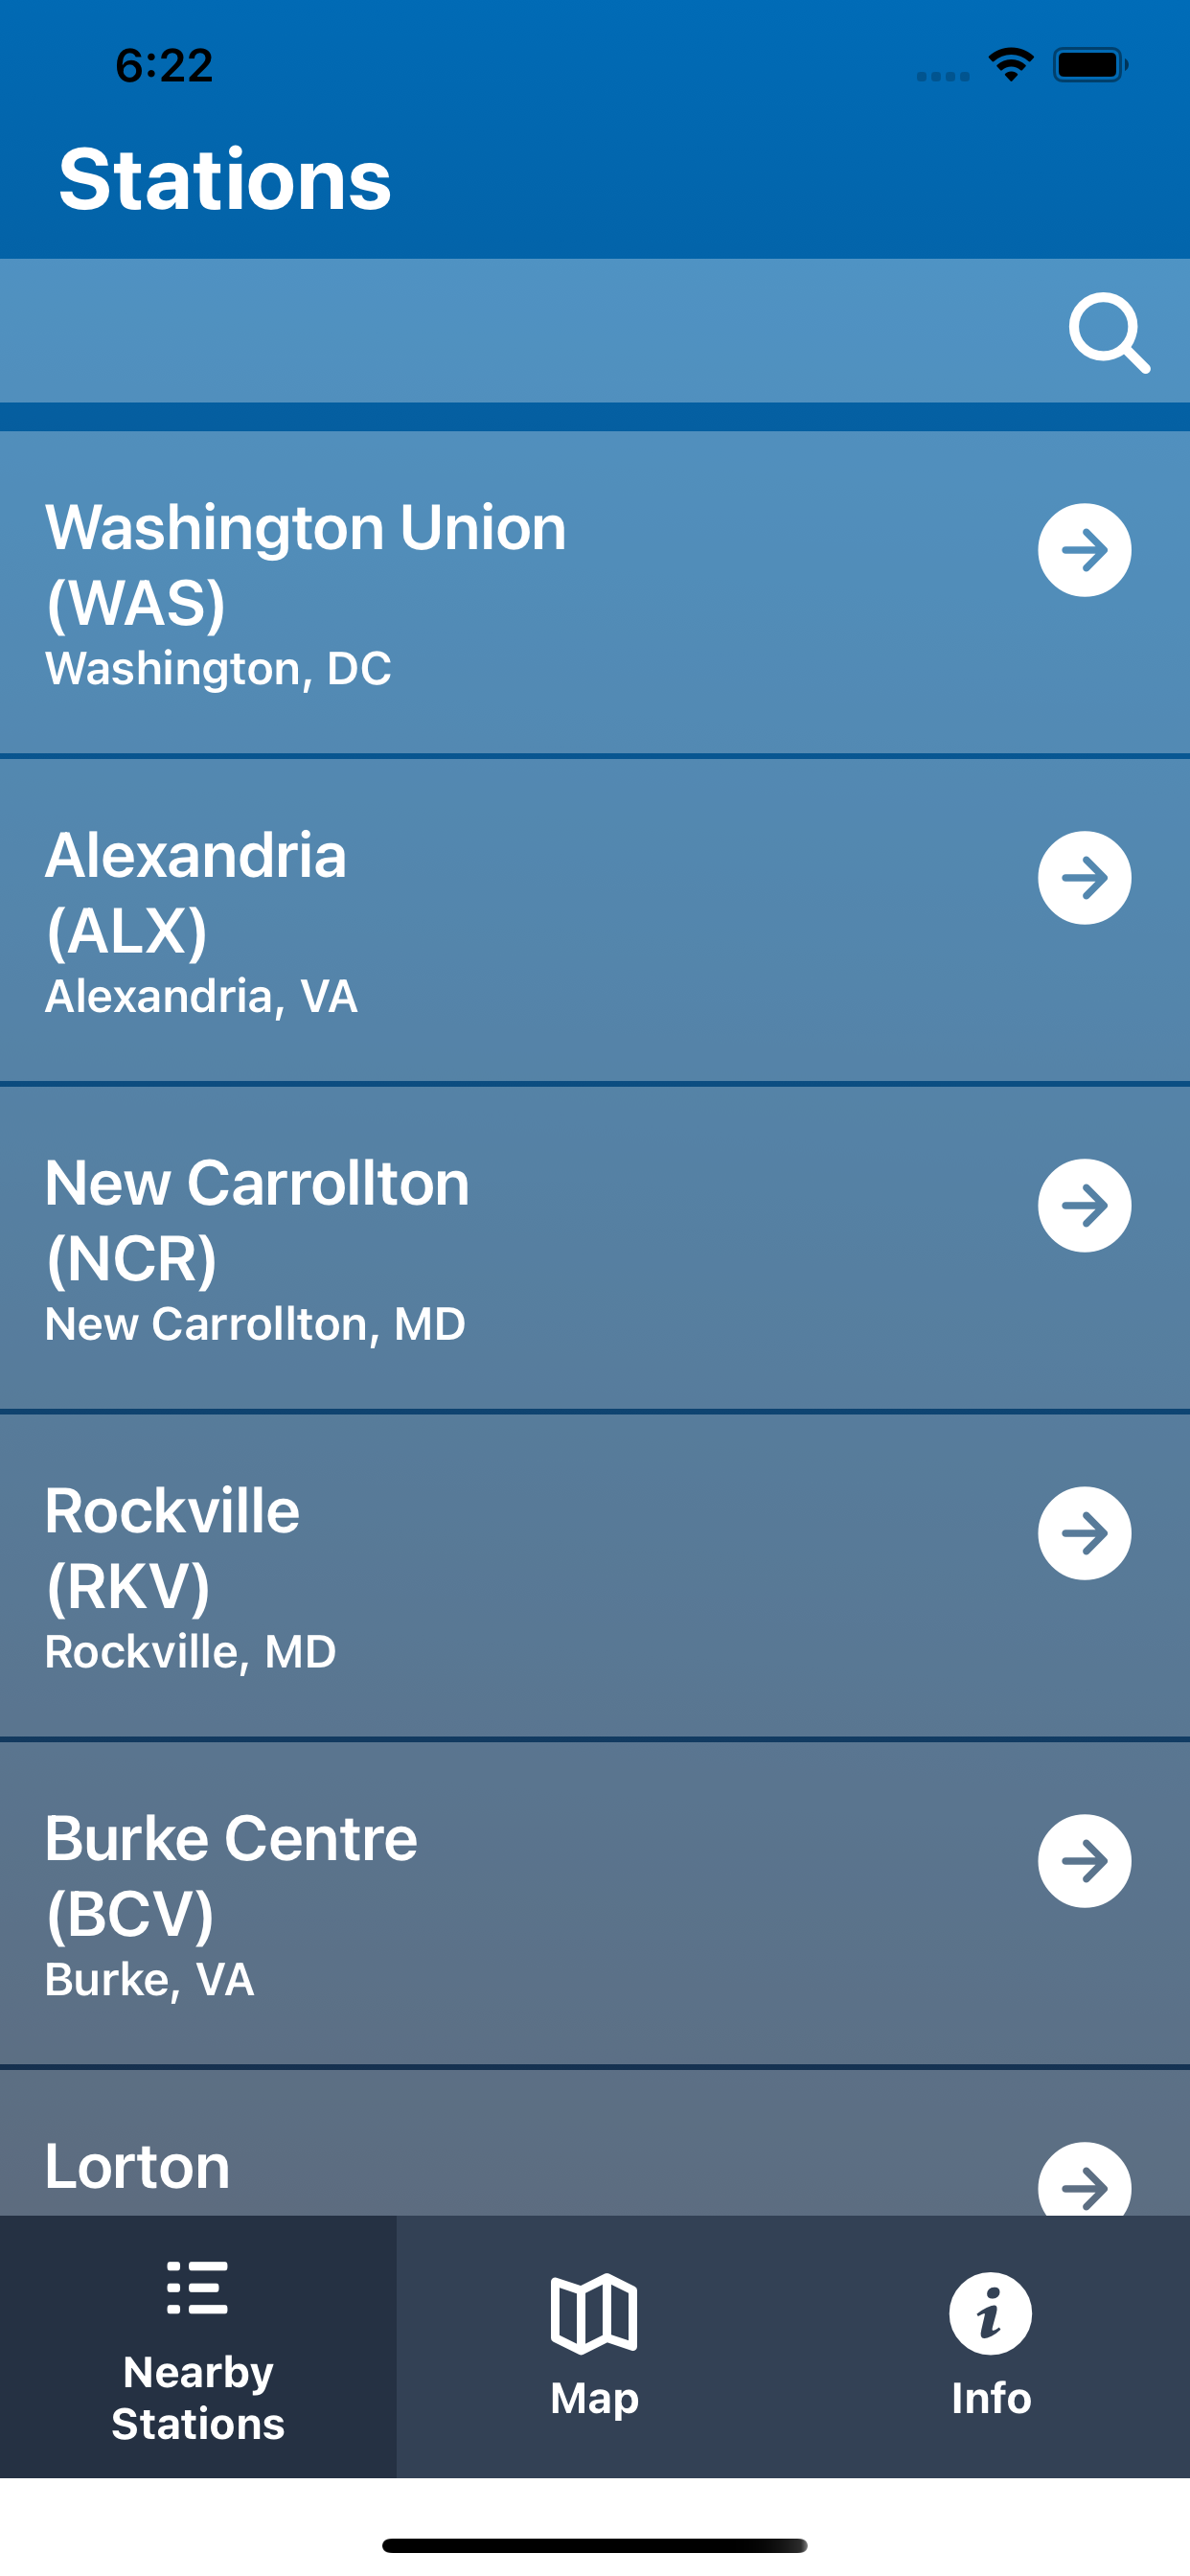 6:22
Stations
Washington Union
(WAS)
Washington, DC
Alexandria
(ALX)
Alexandria, VA
New Carrollton
(NCR)
New Carrollton, MD
Rockville
(RKV)
Rockville, MD
Burke Centre
(BCV)
Burke, VA
Lorton
Nearby
Stations
Map
Info